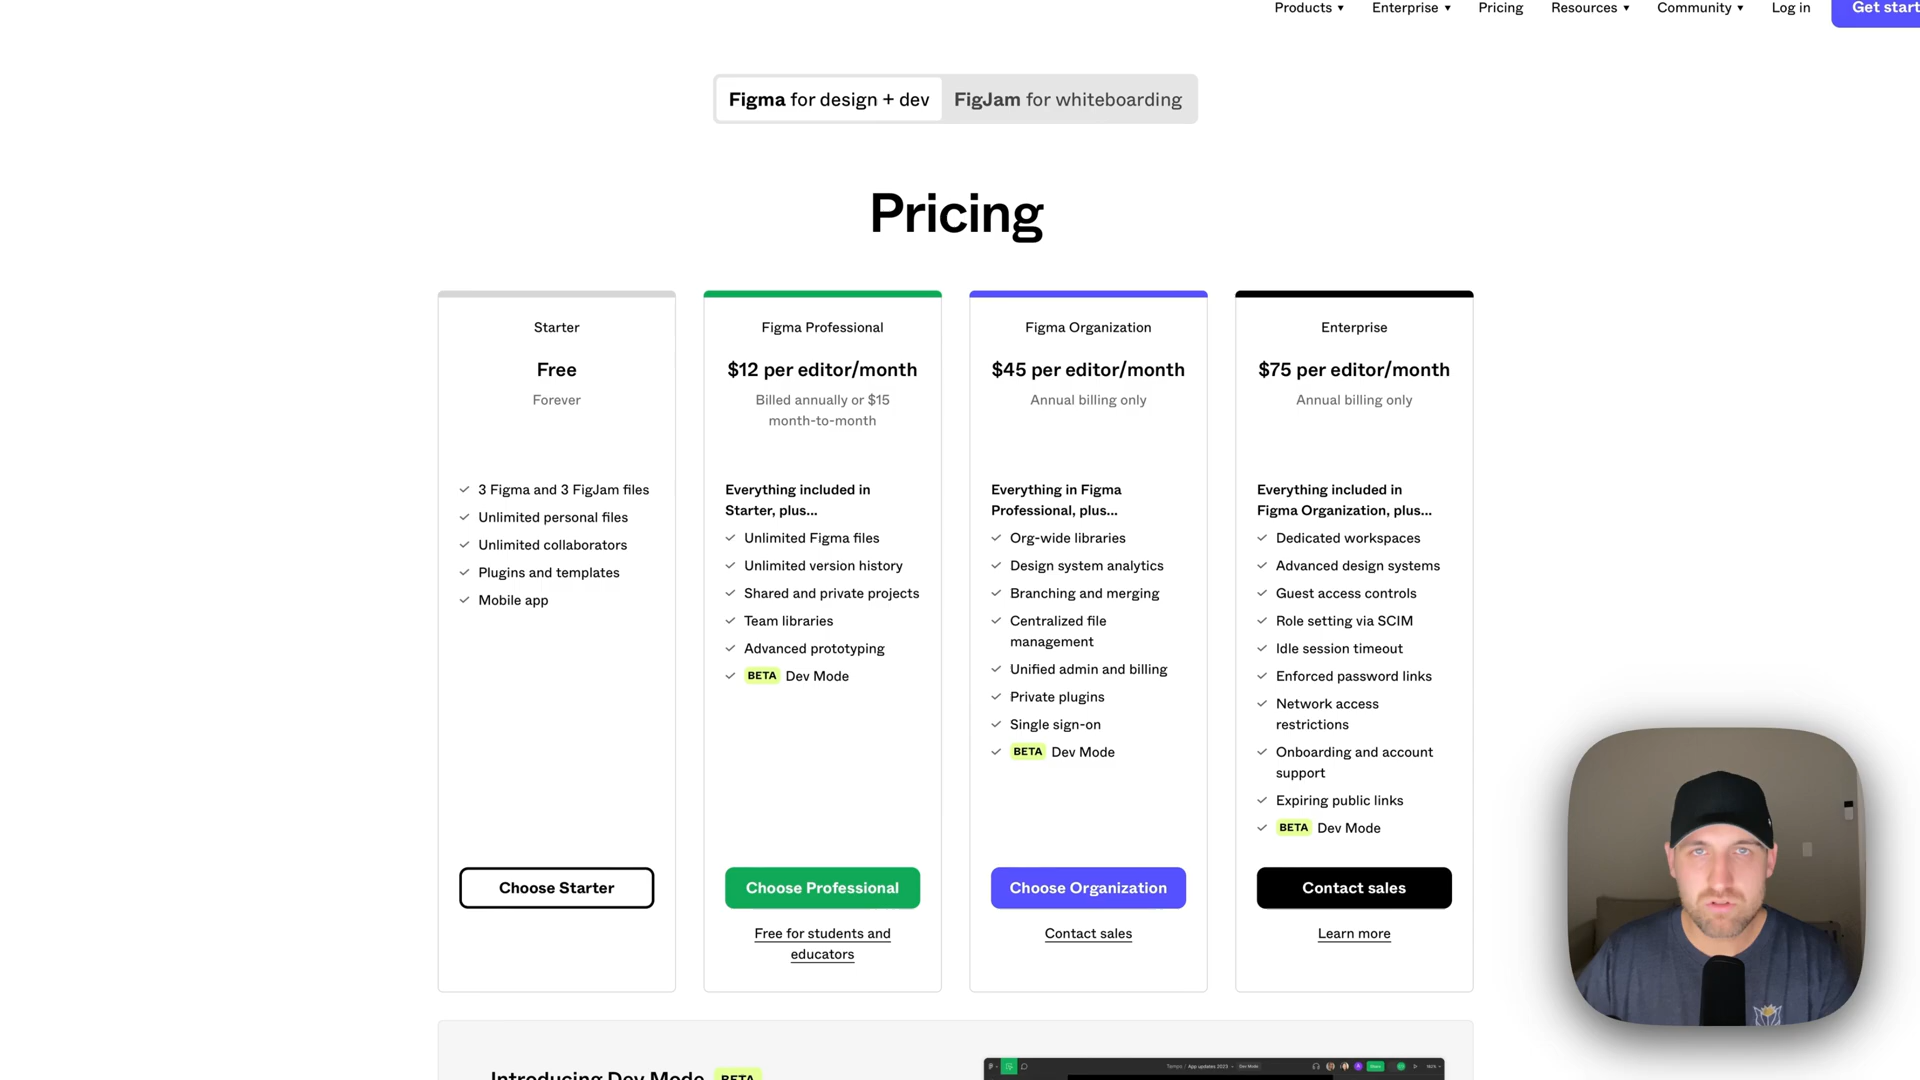 Products ▾ Enterprise ▾ Pricing Resources ▾ Community ▾ Log in Get start
Figma for design + dev FigJam for whiteboarding
Pricing
Starter
Free
Forever
3 Figma and 3 FigJam files
Unlimited personal files
Unlimited collaborators
Plugins and templates
Mobile app
Choose Starter
Figma Professional
$12 per editor/month
Billed annually or $15
month-to-month
Everything included in
Starter, plus...
Unlimited Figma files
Unlimited version history
Shared and private projects
Team libraries
Advanced prototyping
BETA Dev Mode
Choose Professional
Free for students and
educators
Figma Organization
$45 per editor/month
Annual billing only
Everything in Figma
Professional, plus...
Org-wide libraries
Design system analytics
Branching and merging
Centralized file
management
Unified admin and billing
Private plugins
Single sign-on
BETA Dev Mode
Choose Organization
Contact sales
Enterprise
$75 per editor/month
Annual billing only
Everything included in
Figma Organization, plus...
Dedicated workspaces
Advanced design systems
Guest access controls
Role setting via SCIM
Idle session timeout
Enforced password links
Network access
restrictions
Onboarding and account
support
Expiring public links
BETA Dev Mode
Contact sales
Learn more
Introducing Dev Mode BETA
App updates 2023 Dev Mode